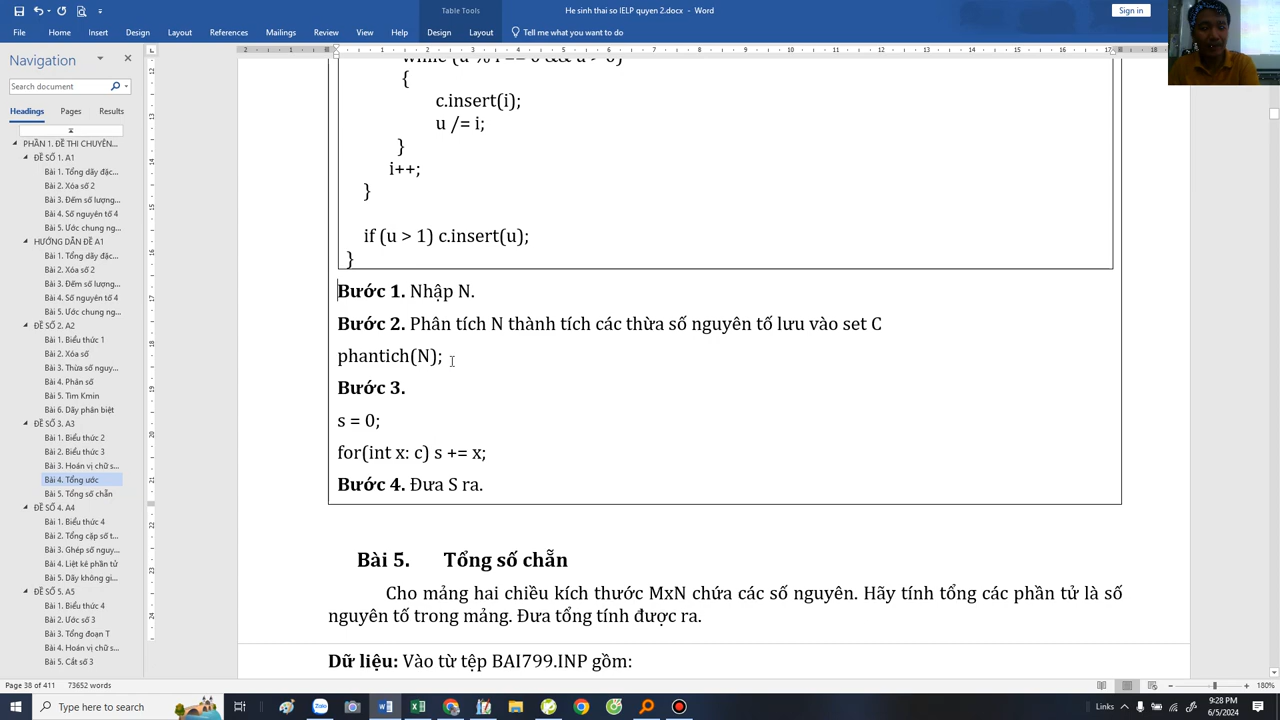 Table Tools
He sinh thai so IELP quyen 2.docx - Word
Sign in
File Home Insert Design Layout References Mailings Review View Help Design Layout Tell me what you want to do
Navigation
Search document
Headings Pages Results
PHẦN 1. ĐỀ THI CHUYÊN...
ĐỀ SỐ 1. A1
Bài 1. Tổng dãy đặc...
Bài 2. Xóa số 2
Bài 3. Đếm số lượng...
Bài 4. Số nguyên tố 4
Bài 5. Ước chung ng...
HƯỚNG DẪN ĐỀ A1
Bài 1. Tổng dãy đặc...
Bài 2. Xóa số 2
Bài 3. Đếm số lượng...
Bài 4. Số nguyên tố 4
Bài 5. Ước chung ng...
ĐỀ SỐ 2. A2
Bài 1. Biểu thức 1
Bài 2. Xóa số
Bài 3. Thừa số nguy...
Bài 4. Phân số
Bài 5. Tìm Kmin
Bài 6. Dãy phân biệt
ĐỀ SỐ 3. A3
Bài 1. Biểu thức 2
Bài 2. Biểu thức 3
Bài 3. Hoán vị chữ s...
Bài 4. Tổng ước
Bài 5. Tổng số chẵn
ĐỀ SỐ 4. A4
Bài 1. Biểu thức 4
Bài 2. Tổng cặp số t...
Bài 3. Ghép số nguy...
Bài 4. Liệt kê phần tử
Bài 5. Dãy không gi...
ĐỀ SỐ 5. A5
Bài 1. Biểu thức 4
Bài 2. Ước số 3
Bài 3. Tổng đoạn T
Bài 4. Hoán vị chữ s...
Bài 5. Cắt số 3
while (u % i == 0 && u > 0)
{
c.insert(i);
u /= i;
}
i++;
}
if (u > 1) c.insert(u);
}
Bước 1. Nhập N.
Bước 2. Phân tích N thành tích các thừa số nguyên tố lưu vào set C
phantich(N);
Bước 3.
s = 0;
for(int x: c) s += x;
Bước 4. Đưa S ra.
Bài 5. Tổng số chẵn
Cho mảng hai chiều kích thước MxN chứa các số nguyên. Hãy tính tổng các phần tử là số
nguyên tố trong mảng. Đưa tổng tính được ra.
Dữ liệu: Vào từ tệp BAI799.INP gồm:
Page 38 of 411 73652 words
180%
Type here to search
Zalo
9:28 PM
6/5/2024